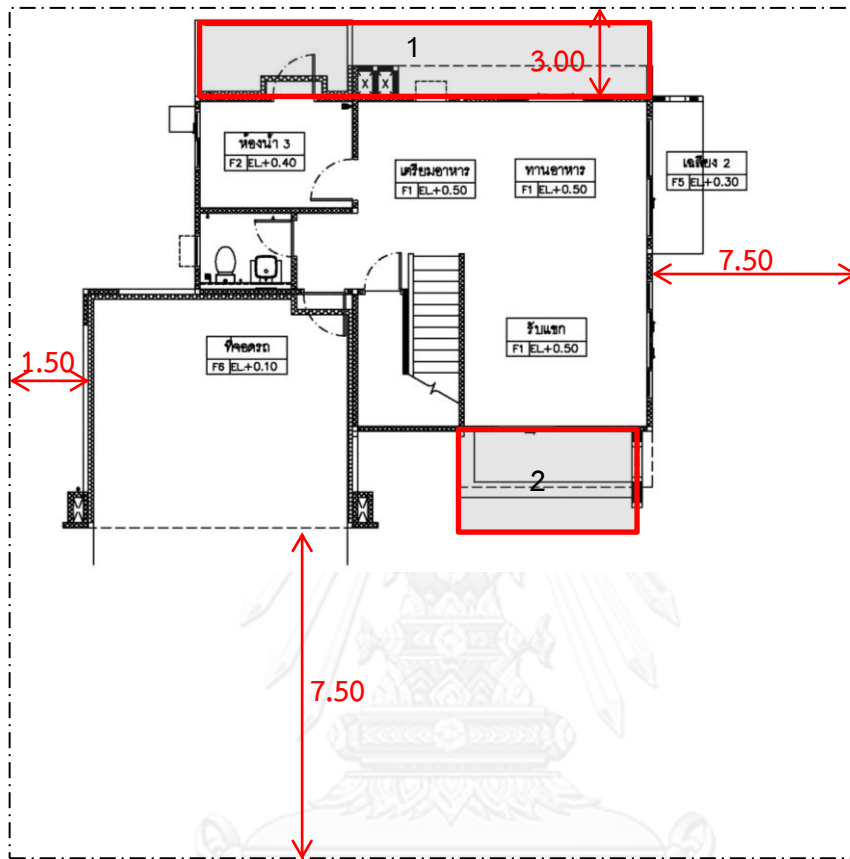 1
3.00
ห้องน้ำ 3
F2 EL.+0.40
เตรียมอาหาร
F1 EL.+0.50
ทานอาหาร
F1 EL.+0.50
เฉลียง 2
F5 EL.+0.30
7.50
ที่จอดรถ
F6 EL.+0.10
รับแขก
F1 EL.+0.50
1.50
2
7.50